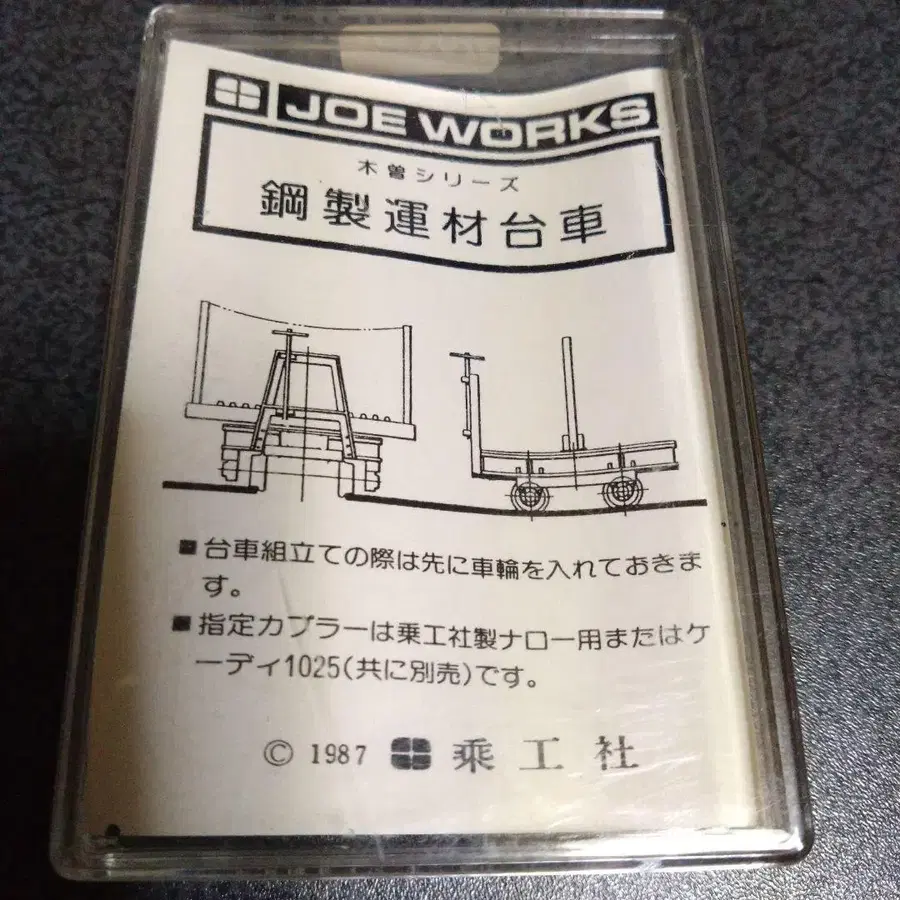 JOE WORKS
木曽シリーズ
鋼製運材台車
■台車組立ての際は先に車輪を入れておきま
す。
■指定カプラーは乗工社製ナロー用またはケ
ーディ1025(共に別売)です。
© 1987 乗工社